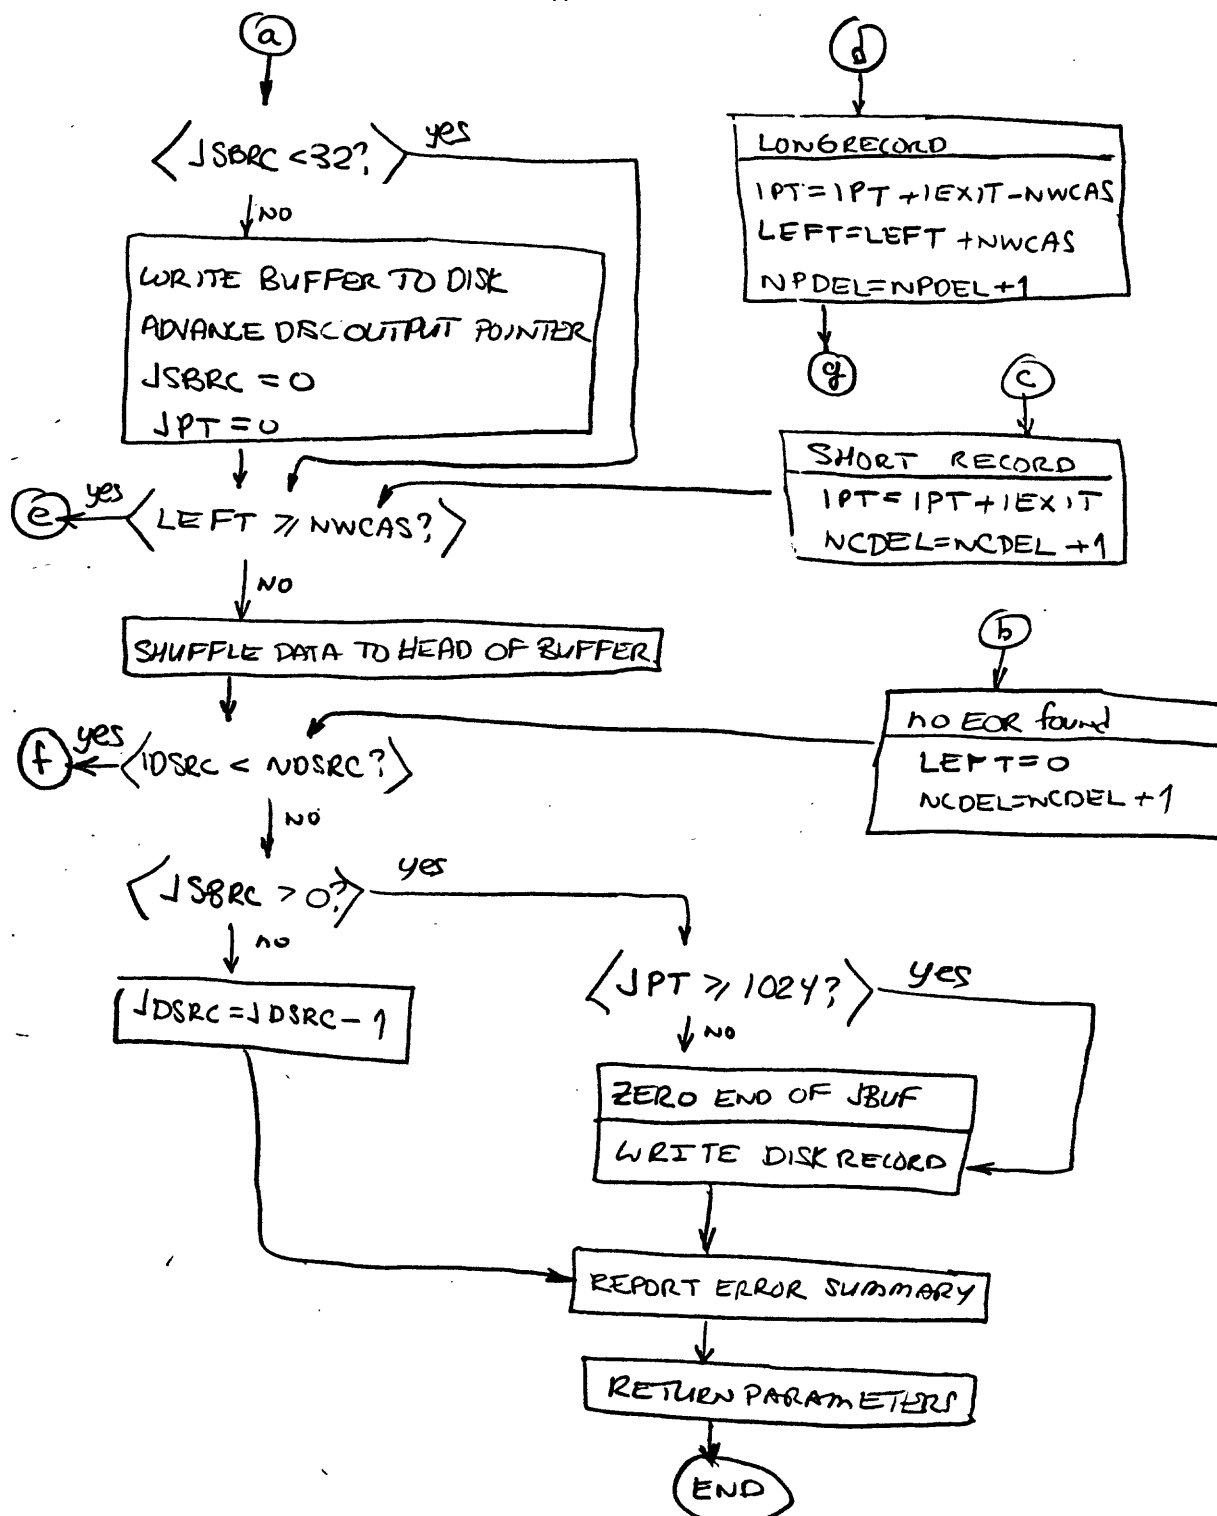 a
JSBRC <32?
yes
NO
WRITE BUFFER TO DISK
ADVANCE DISC OUTPUT POINTER
JSBRC = 0
JPT = 0
LEFT ≥ NWCAS?
yes
e
NO
SHUFFLE DATA TO HEAD OF BUFFER
IDSRC < NDSRC?
yes
f
NO
JSBRC > 0?
yes
no
JDSRC = JDSRC - 1
JPT ≥ 1024?
yes
NO
ZERO END OF JBUF
WRITE DISK RECORD
REPORT ERROR SUMMARY
RETURN PARAMETERS
END
d
LONG RECORD
IPT = IPT + IEXIT - NWCAS
LEFT = LEFT + NWCAS
NPDEL = NPDEL + 1
g
c
SHORT RECORD
IPT = IPT + IEXIT
NCDEL = NCDEL + 1
b
no EOR found
LEFT = 0
NCDEL = NCDEL + 1